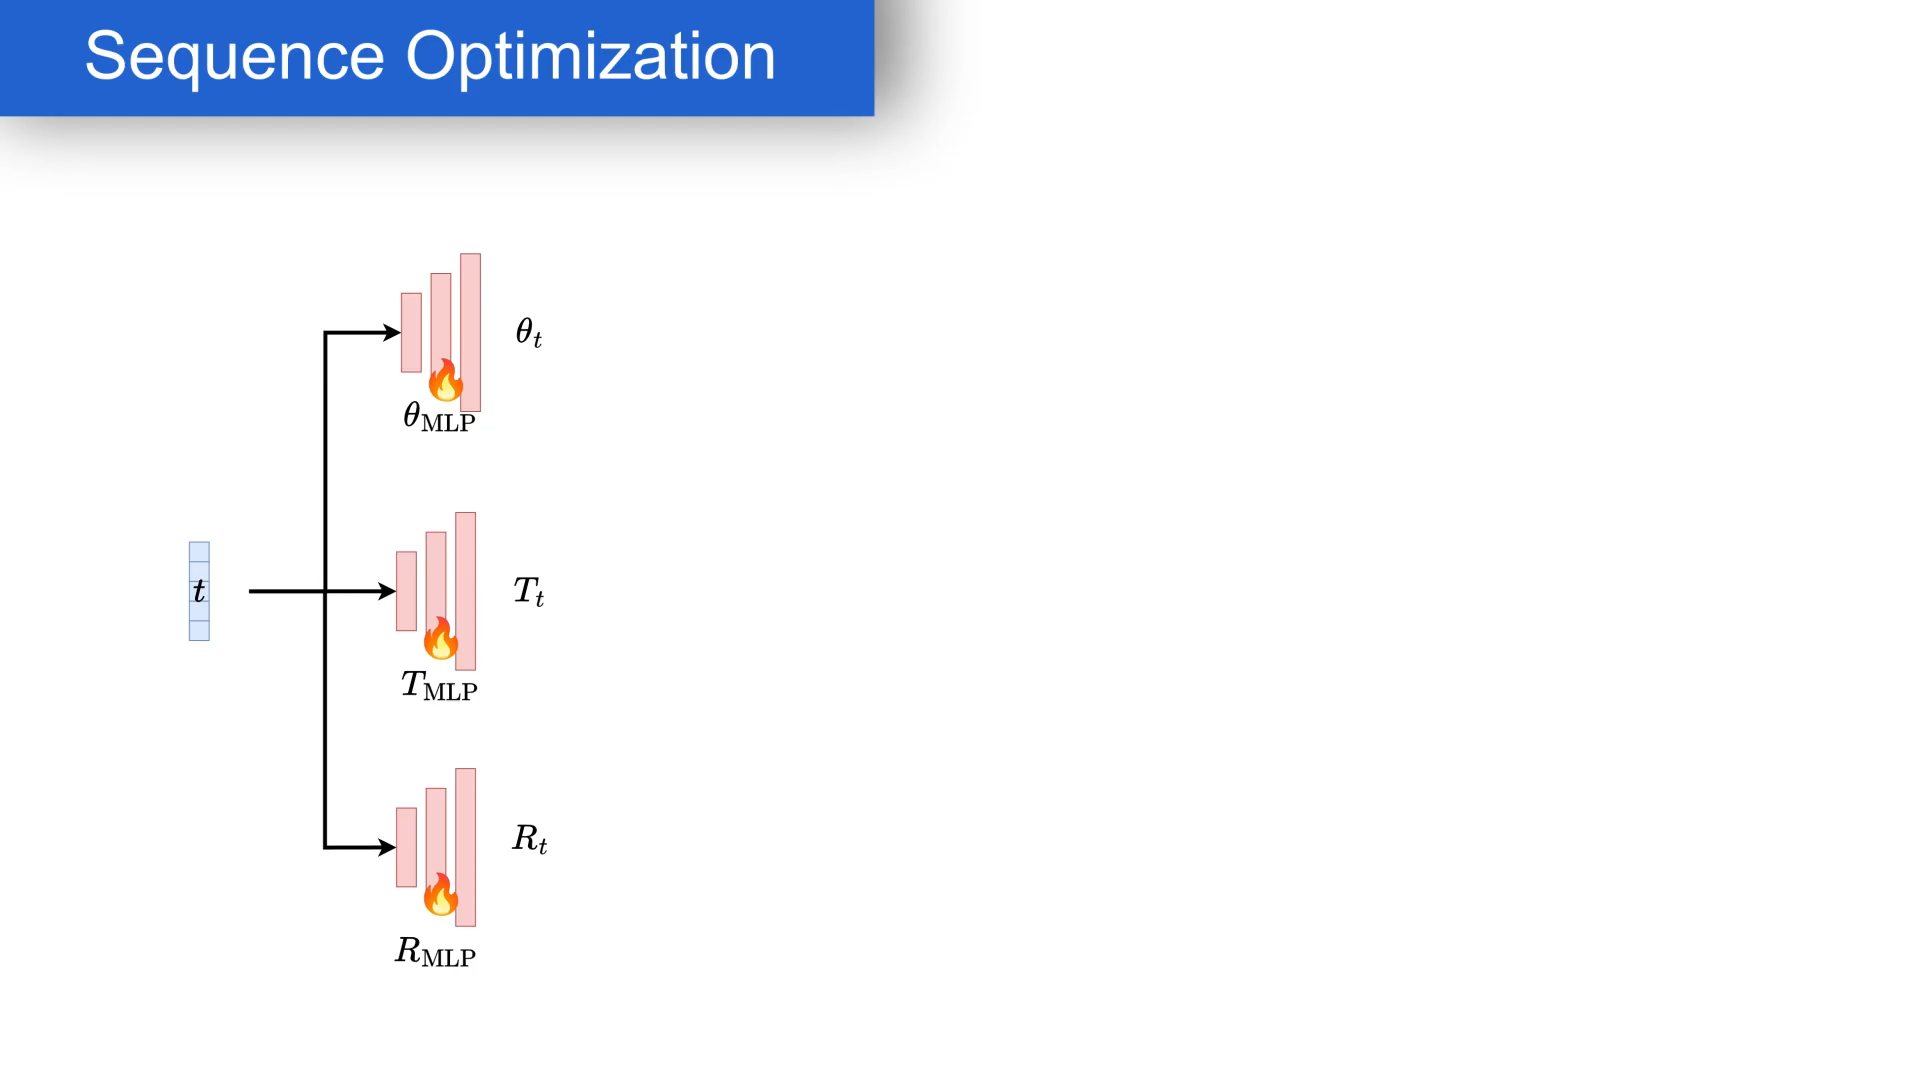 Sequence Optimization
θ_t
θ_MLP
t
T_t
T_MLP
R_t
R_MLP